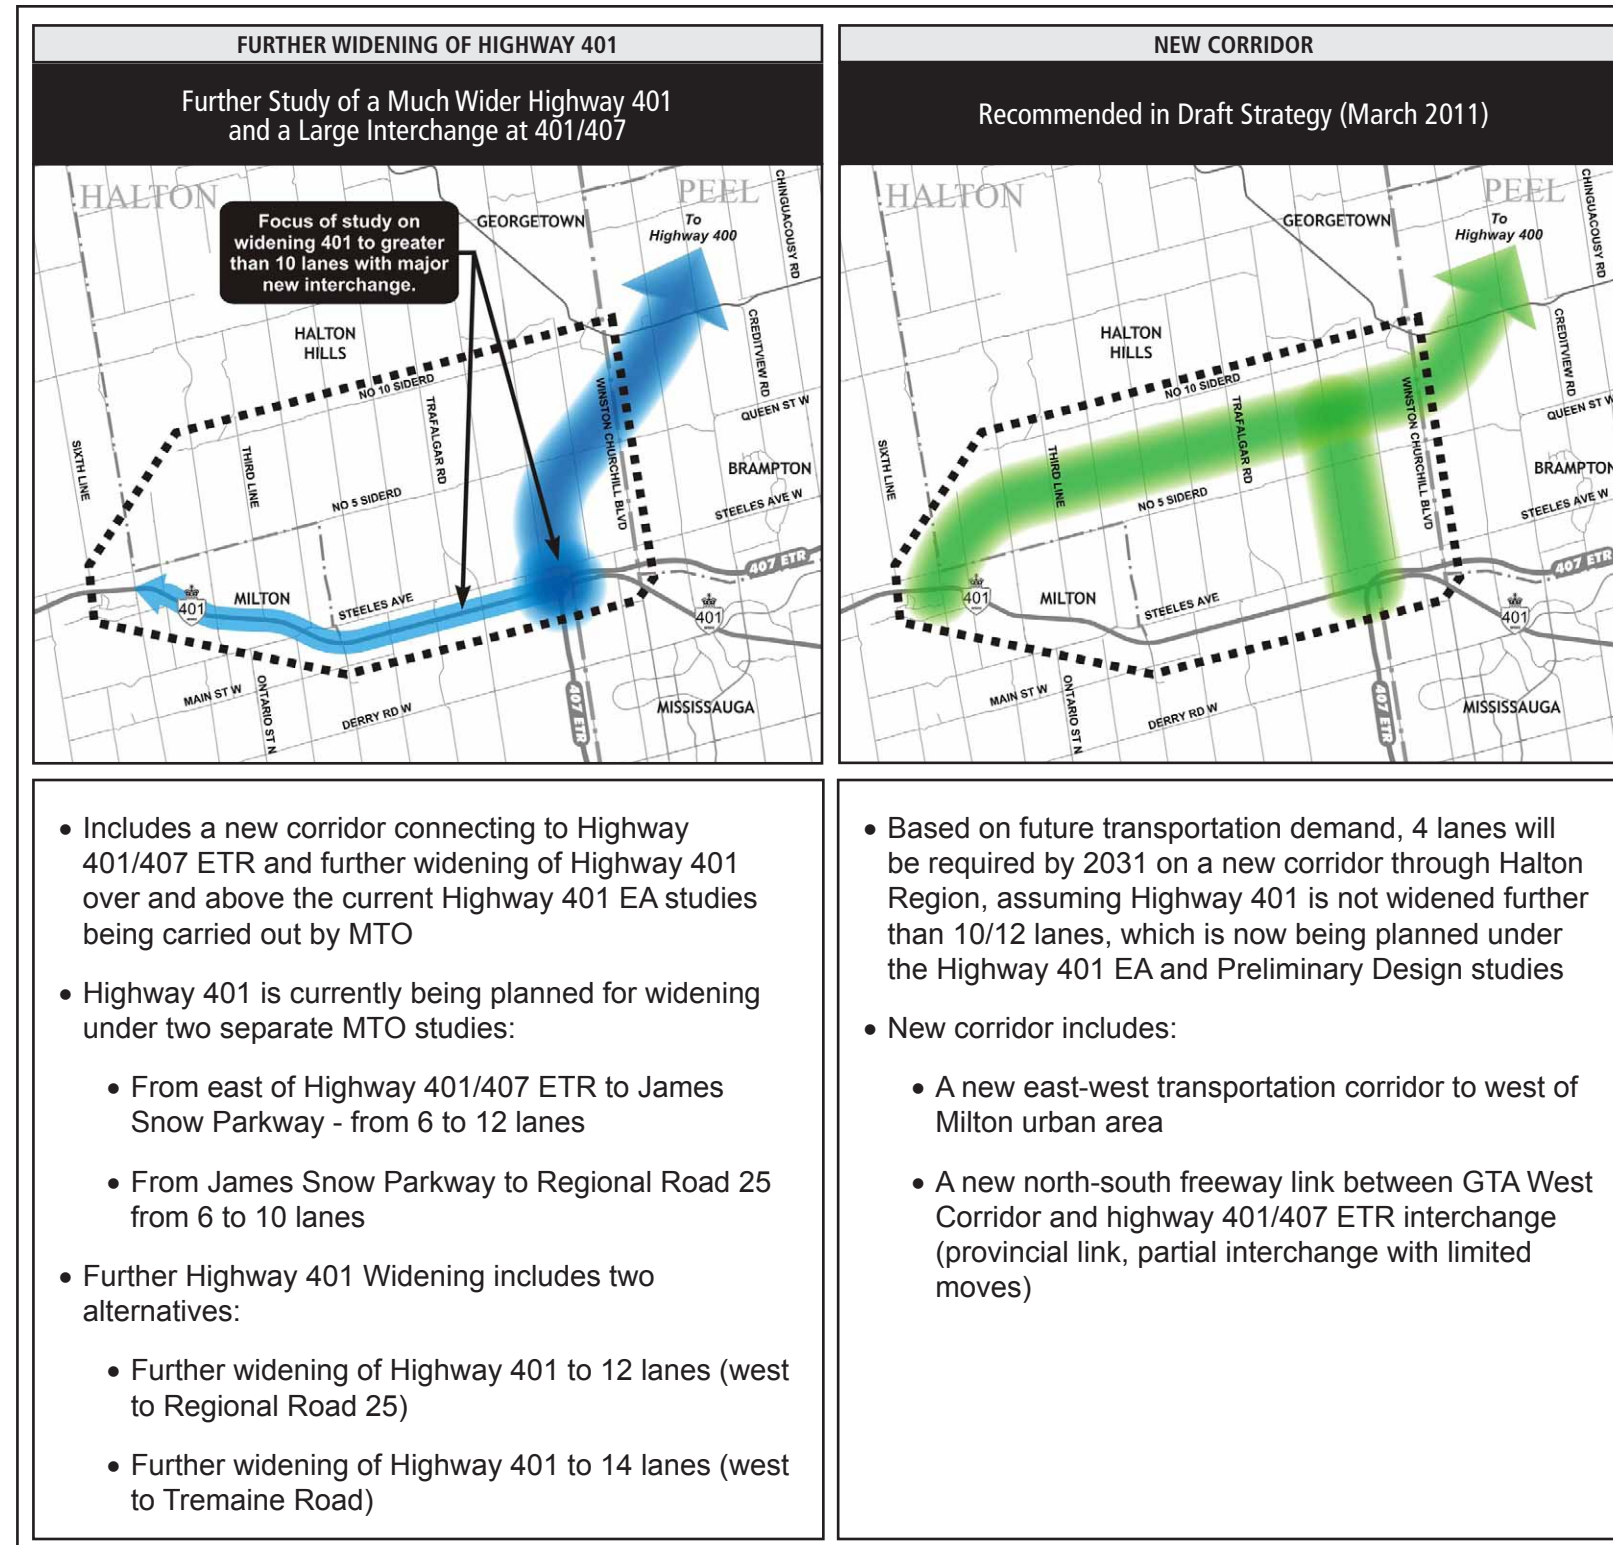 FURTHER WIDENING OF HIGHWAY 401
Further Study of a Much Wider Highway 401
and a Large Interchange at 401/407
HALTON
PEEL
Focus of study on
widening 401 to greater
than 10 lanes with major
new interchange.
GEORGETOWN
To
Highway 400
CHINGUACOUSY RD
HALTON
HILLS
NO 10 SIDERD
CREDITVIEW RD
WINSTON CHURCHILL BLVD
TRAFALGAR RD
QUEEN ST W
SIXTH LINE
THIRD LINE
BRAMPTON
NO 5 SIDERD
STEELES AVE W
407 ETR
401
MILTON
STEELES AVE
401
MAIN ST W
ONTARIO ST N
DERRY RD W
407 ETR
MISSISSAUGA
• Includes a new corridor connecting to Highway
401/407 ETR and further widening of Highway 401
over and above the current Highway 401 EA studies
being carried out by MTO
• Highway 401 is currently being planned for widening
under two separate MTO studies:
• From east of Highway 401/407 ETR to James
Snow Parkway - from 6 to 12 lanes
• From James Snow Parkway to Regional Road 25
from 6 to 10 lanes
• Further Highway 401 Widening includes two
alternatives:
• Further widening of Highway 401 to 12 lanes (west
to Regional Road 25)
• Further widening of Highway 401 to 14 lanes (west
to Tremaine Road)
NEW CORRIDOR
Recommended in Draft Strategy (March 2011)
HALTON
PEEL
GEORGETOWN
To
Highway 400
CHINGUACOUSY RD
HALTON
HILLS
NO 10 SIDERD
CREDITVIEW RD
WINSTON CHURCHILL BLVD
TRAFALGAR RD
QUEEN ST W
SIXTH LINE
THIRD LINE
BRAMPTON
NO 5 SIDERD
STEELES AVE W
407 ETR
401
MILTON
STEELES AVE
401
MAIN ST W
ONTARIO ST N
DERRY RD W
407 ETR
MISSISSAUGA
• Based on future transportation demand, 4 lanes will
be required by 2031 on a new corridor through Halton
Region, assuming Highway 401 is not widened further
than 10/12 lanes, which is now being planned under
the Highway 401 EA and Preliminary Design studies
• New corridor includes:
• A new east-west transportation corridor to west of
Milton urban area
• A new north-south freeway link between GTA West
Corridor and highway 401/407 ETR interchange
(provincial link, partial interchange with limited
moves)